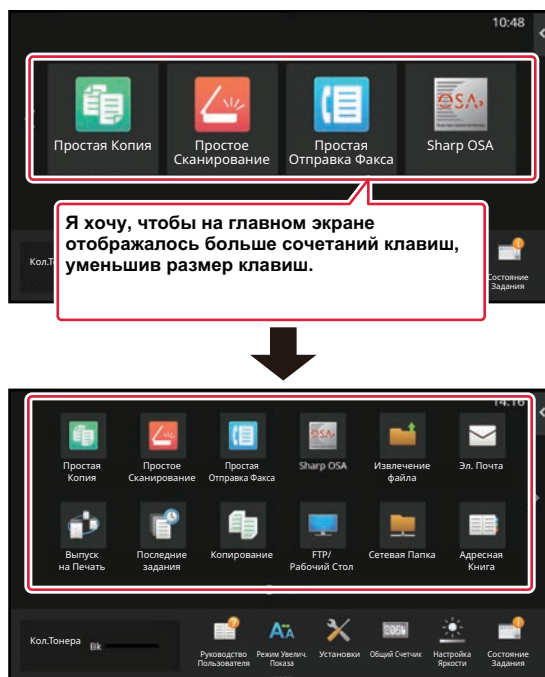 10:48
OSA
Простая Копия
Простое
Сканирование
Простая
Отправка Факса
Sharp OSA
Я хочу, чтобы на главном экране
отображалось больше сочетаний клавиш,
уменьшив размер клавиш.
Состояние
Задания
14:16
Простая
Копия
Простое
Сканирование
Простая
Отправка Факса
Sharp OSA
Извлечение
файла
Эл. Почта
Выпуск
на Печать
Последние
задания
Копирование
FTP/
Рабочий Стол
Сетевая Папка
Адресная
Книга
Кол.Тонера
Bk
Руководство
Пользователя
Режим Увелич.
Показа
Установки
Общий Счетчик
Настройка
Яркости
Состояние
Задания